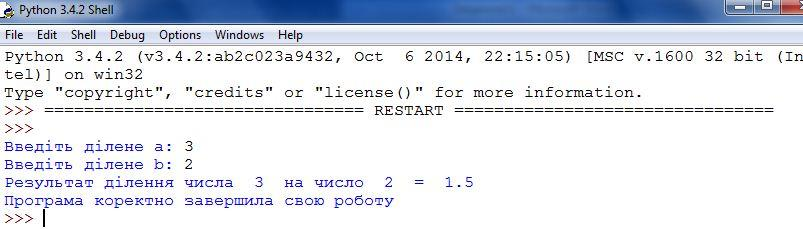 Python 3.4.2 Shell
File Edit Shell Debug Options Windows Help
Python 3.4.2 (v3.4.2:ab2c023a9432, Oct  6 2014, 22:15:05) [MSC v.1600 32 bit (In
tel)] on win32
Type "copyright", "credits" or "license()" for more information.
>>> ================================ RESTART ================================
>>>
Введіть ділене a: 3
Введіть ділене b: 2
Результат ділення числа  3  на число  2  =  1.5
Програма коректно завершила свою роботу
>>>